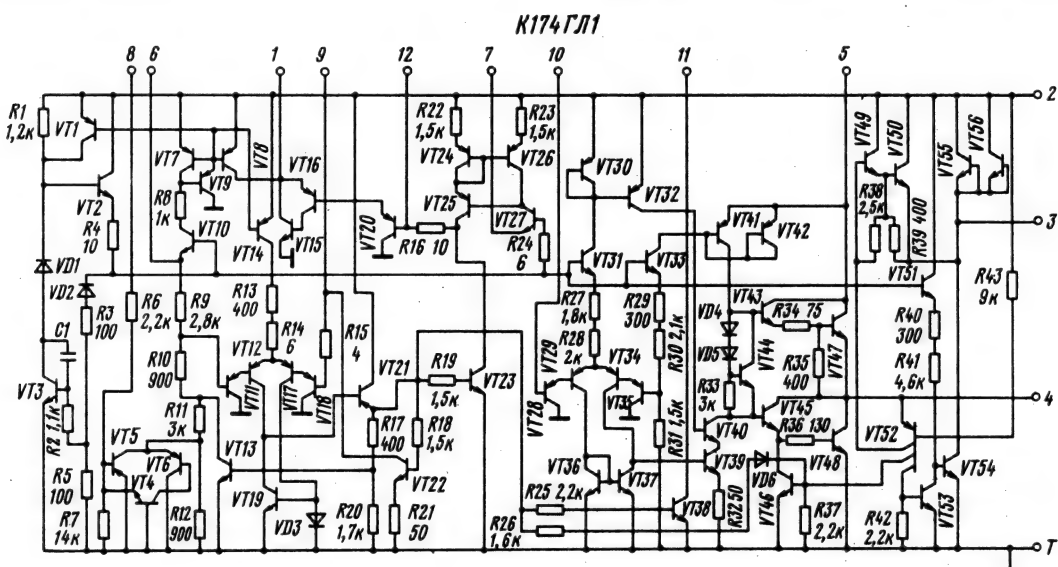 К174ГЛ1
8 6 1 9 12 7 10 11 5
2
R1
1,2к
VT1
VT7
VT9
VT8
VT16
R22
1,5к
R23
1,5к
VT24
VT26
VT30
VT32
VT49
VT50
VT55
VT56
VT2
R8
1к
VT10
VT14
VT15
VT20
R16 10
VT25
VT27
R24
6
VT41
VT42
R38
2,5к
R39 400
3
R4
10
VD1
VD2
R3
100
R6
2,2к
R9
2,8к
R13
400
R14
6
R15
4
VT31
VT33
R27
1,8к
R29
300
VT51
R43
9к
C1
R10
900
VT12
VT11
VT17
VT18
VT21
R19
1,5к
VT23
R28
2к
VT29
VT28
VT34
VT35
R30 2,1к
VD4
VD5
VT43
R34 75
VT44
R35
400
VT47
R40
300
R41
4,6к
VT3
R2 1,1к
R11
3к
VT13
R17
400
R18
1,5к
R31 1,5к
R33
3к
VT40
VT45
R36 130
VT48
4
VT52
VT5
VT6
VT4
R5
100
R7
14к
R12
900
VT19
VD3
R20
1,7к
VT22
R21
50
VT36
VT37
R25 2,2к
R26
1,6к
VT38
VT39
R32 50
VD6
VT46
R37
2,2к
R42
2,2к
VT53
VT54
T